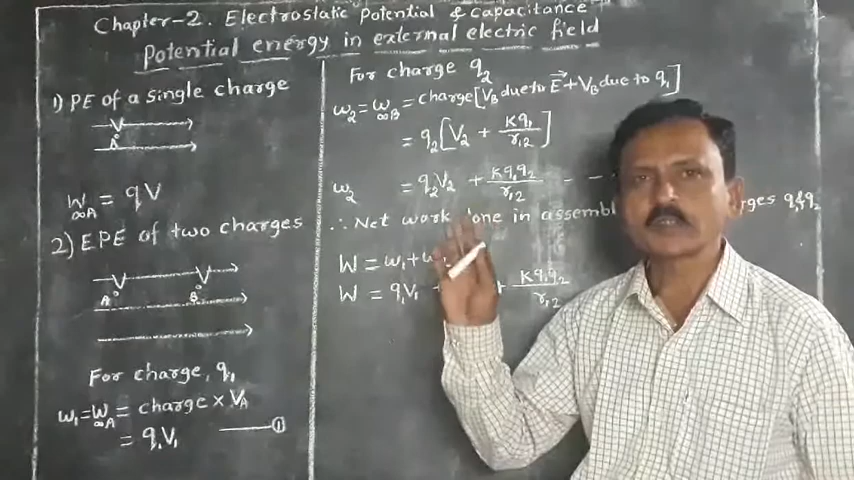 Chapter-2. Electrostatic Potential & Capacitance
Potential energy in external electric field
1) PE of a single charge
V
A
W∞A = qV
2) EPE of two charges
V V
A B
For charge, q₁
w₁=W∞A = charge × VA
= q₁V₁ ①
For charge q₂
w₂=W∞B = charge[VB due to E⃗ + VB due to q₁]
= q₂[V₂ + Kq₁/r₁₂]
w₂ = q₂V₂ + Kq₁q₂/r₁₂ - -
∴ Net work done in q₁ & q₂
W = w₁+w
W = q₁V₁ + Kq₁q₂/r₁₂